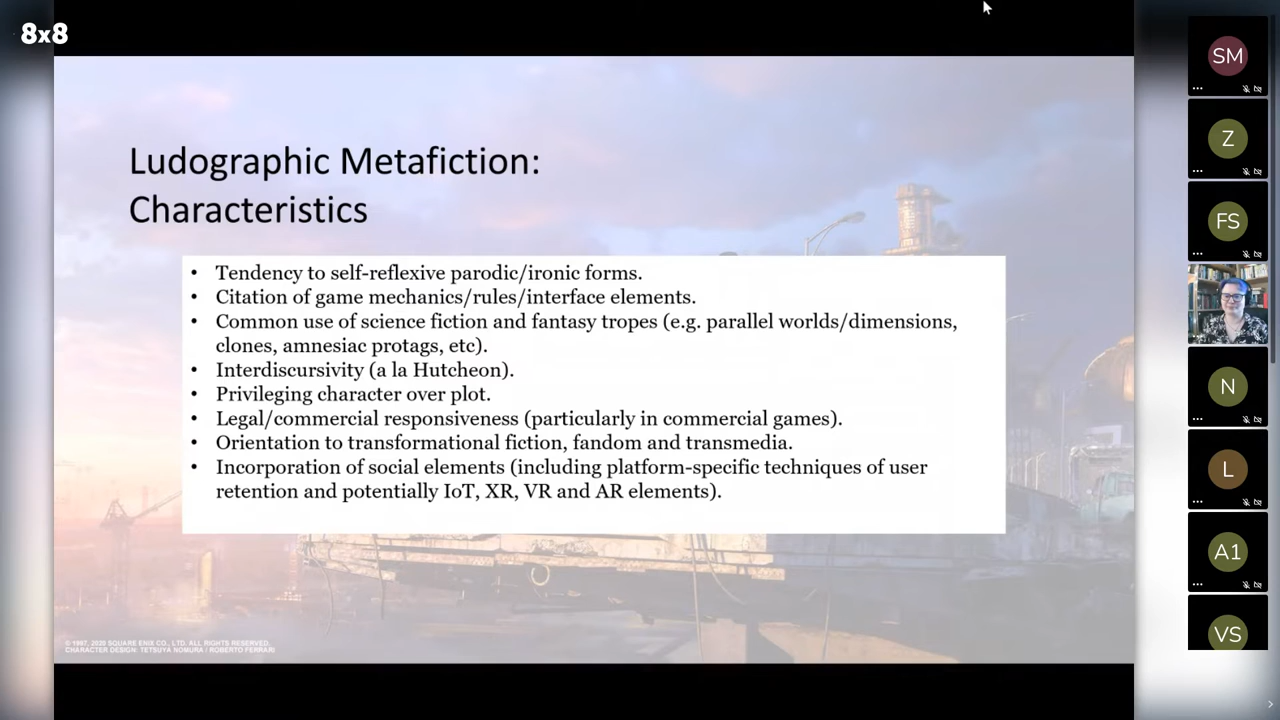 8x8
Ludographic Metafiction:
Characteristics
• Tendency to self-reflexive parodic/ironic forms.
• Citation of game mechanics/rules/interface elements.
• Common use of science fiction and fantasy tropes (e.g. parallel worlds/dimensions,
clones, amnesiac protags, etc).
• Interdiscursivity (a la Hutcheon).
• Privileging character over plot.
• Legal/commercial responsiveness (particularly in commercial games).
• Orientation to transformational fiction, fandom and transmedia.
• Incorporation of social elements (including platform-specific techniques of user
retention and potentially IoT, XR, VR and AR elements).
© 1997, 2020 SQUARE ENIX CO., LTD. ALL RIGHTS RESERVED.
CHARACTER DESIGN: TETSUYA NOMURA / ROBERTO FERRARI
SM
Z
FS
N
L
A1
VS